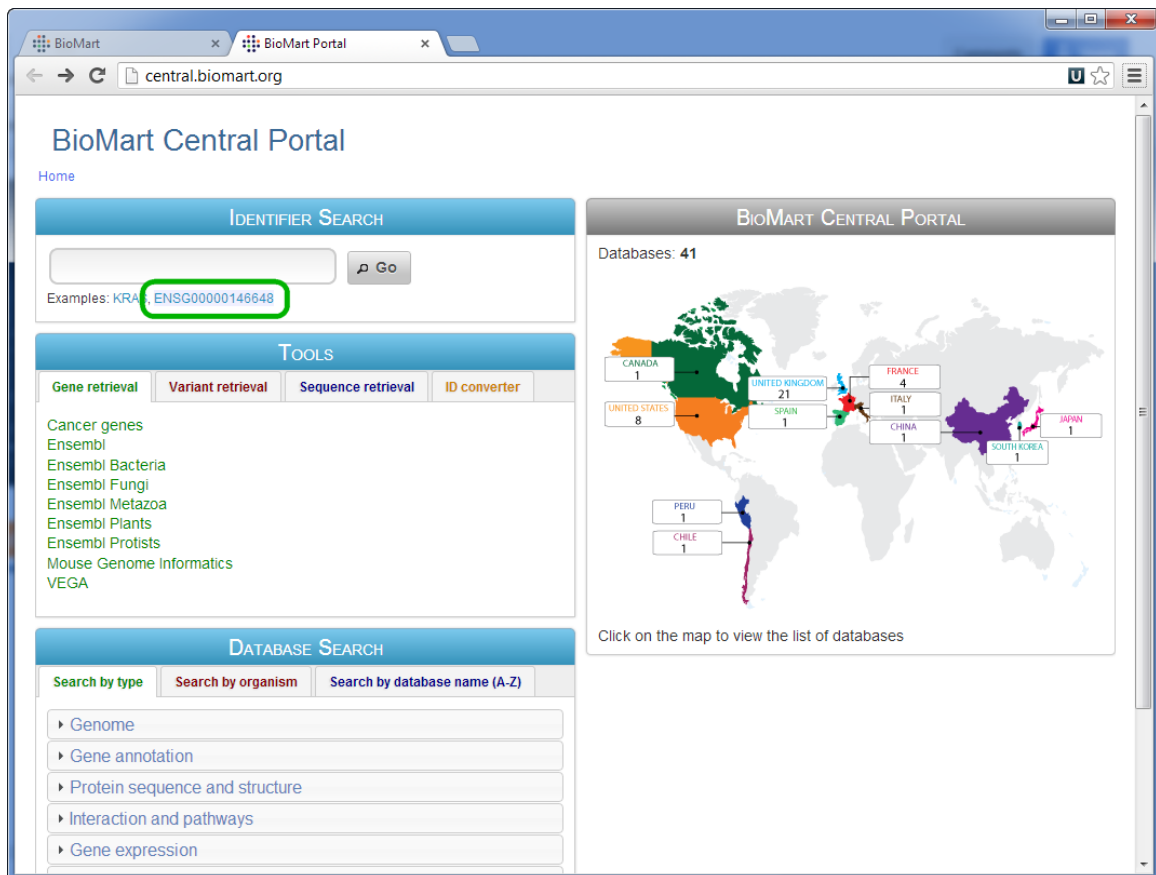 BioMart
BioMart Portal
central.biomart.org
BioMart Central Portal
Home
IDENTIFIER SEARCH
Go
Examples: KRAS, ENSG00000146648
TOOLS
Gene retrieval
Variant retrieval
Sequence retrieval
ID converter
Cancer genes
Ensembl
Ensembl Bacteria
Ensembl Fungi
Ensembl Metazoa
Ensembl Plants
Ensembl Protists
Mouse Genome Informatics
VEGA
DATABASE SEARCH
Search by type
Search by organism
Search by database name (A-Z)
Genome
Gene annotation
Protein sequence and structure
Interaction and pathways
Gene expression
BIOMART CENTRAL PORTAL
Databases: 41
CANADA
1
UNITED STATES
8
UNITED KINGDOM
21
SPAIN
1
FRANCE
4
ITALY
1
CHINA
1
JAPAN
1
SOUTH KOREA
1
PERU
1
CHILE
1
Click on the map to view the list of databases